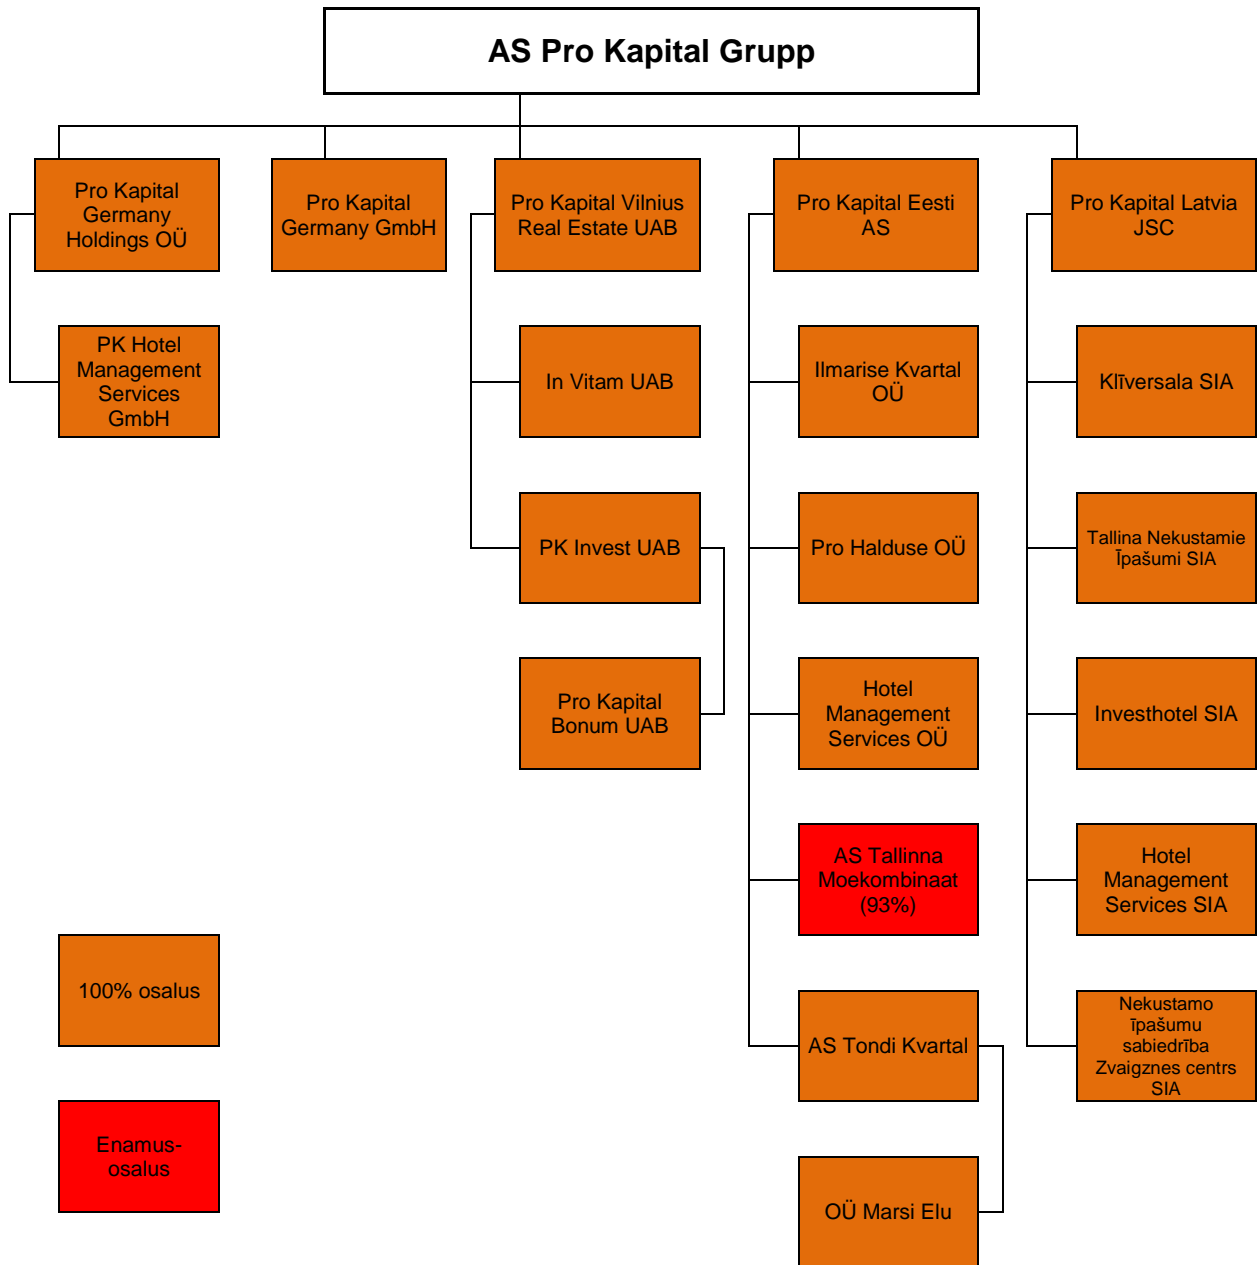 AS Pro Kapital Grupp
Pro Kapital
Germany
Holdings OÜ
Pro Kapital
Germany GmbH
Pro Kapital Vilnius
Real Estate UAB
Pro Kapital Eesti
AS
Pro Kapital Latvia
JSC
PK Hotel
Management
Services
GmbH
In Vitam UAB
Ilmarise Kvartal
OÜ
Klīversala SIA
PK Invest UAB
Pro Halduse OÜ
Tallina Nekustamie
Īpašumi SIA
Pro Kapital
Bonum UAB
Hotel
Management
Services OÜ
Investhotel SIA
AS Tallinna
Moekombinaat
(93%)
Hotel
Management
Services SIA
100% osalus
AS Tondi Kvartal
Nekustamo
īpašumu
sabiedrība
Zvaigznes centrs
SIA
Enamus-
osalus
OÜ Marsi Elu